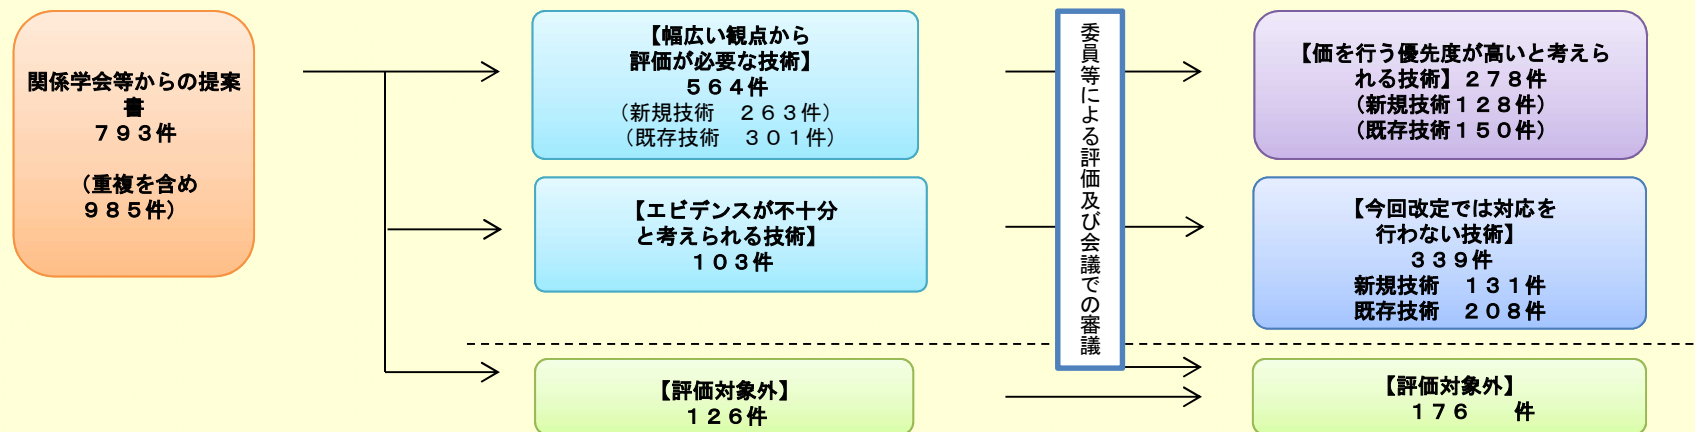 関係学会等からの提案
書
７９３件
（重複を含め
９８５件）
【幅広い観点から
評価が必要な技術】
５６４件
（新規技術　２６３件）
（既存技術　３０１件）
【エビデンスが不十分
と考えられる技術】
１０３件
【評価対象外】
１２６件
委員等による評価及び会議での審議
【価を行う優先度が高いと考えら
れる技術】２７８件
（新規技術１２８件）
（既存技術１５０件）
【今回改定では対応を
行わない技術】
３３９件
新規技術　１３１件
既存技術　２０８件
【評価対象外】
１７６　　件